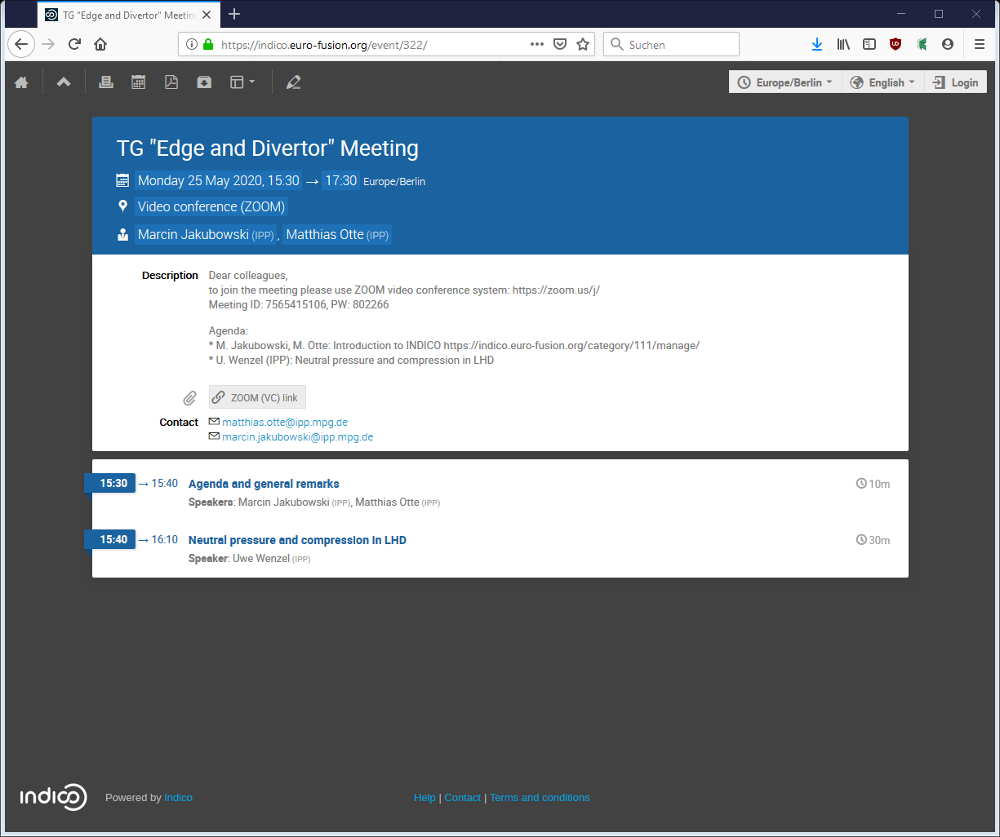 TG "Edge and Divertor" Meeting
https://indico.euro-fusion.org/event/322/
Suchen
Europe/Berlin
English
Login
TG "Edge and Divertor" Meeting
Monday 25 May 2020, 15:30 → 17:30 Europe/Berlin
Video conference (ZOOM)
Marcin Jakubowski (IPP) , Matthias Otte (IPP)
Description Dear colleagues,
to join the meeting please use ZOOM video conference system: https://zoom.us/j/
Meeting ID: 7565415106, PW: 802266
Agenda:
* M. Jakubowski, M. Otte: Introduction to INDICO https://indico.euro-fusion.org/category/111/manage/
* U. Wenzel (IPP): Neutral pressure and compression in LHD
ZOOM (VC) link
Contact matthias.otte@ipp.mpg.de
marcin.jakubowski@ipp.mpg.de
15:30 → 15:40 Agenda and general remarks 10m
Speakers: Marcin Jakubowski (IPP), Matthias Otte (IPP)
15:40 → 16:10 Neutral pressure and compression in LHD 30m
Speaker: Uwe Wenzel (IPP)
indico Powered by Indico Help | Contact | Terms and conditions